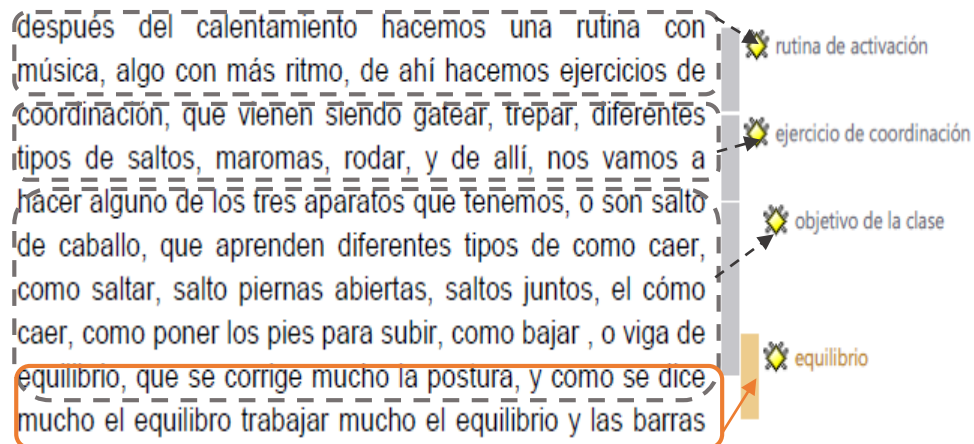 después del calentamiento hacemos una rutina con
música, algo con más ritmo, de ahí hacemos ejercicios de
coordinación, que vienen siendo gatear, trepar, diferentes
tipos de saltos, maromas, rodar, y de allí, nos vamos a
hacer alguno de los tres aparatos que tenemos, o son salto
de caballo, que aprenden diferentes tipos de como caer,
como saltar, salto piernas abiertas, saltos juntos, el cómo
caer, como poner los pies para subir, como bajar , o viga de
equilibrio, que se corrige mucho la postura, y como se dice
mucho el equilibro trabajar mucho el equilibrio y las barras
rutina de activación
ejercicio de coordinación
objetivo de la clase
equilibrio